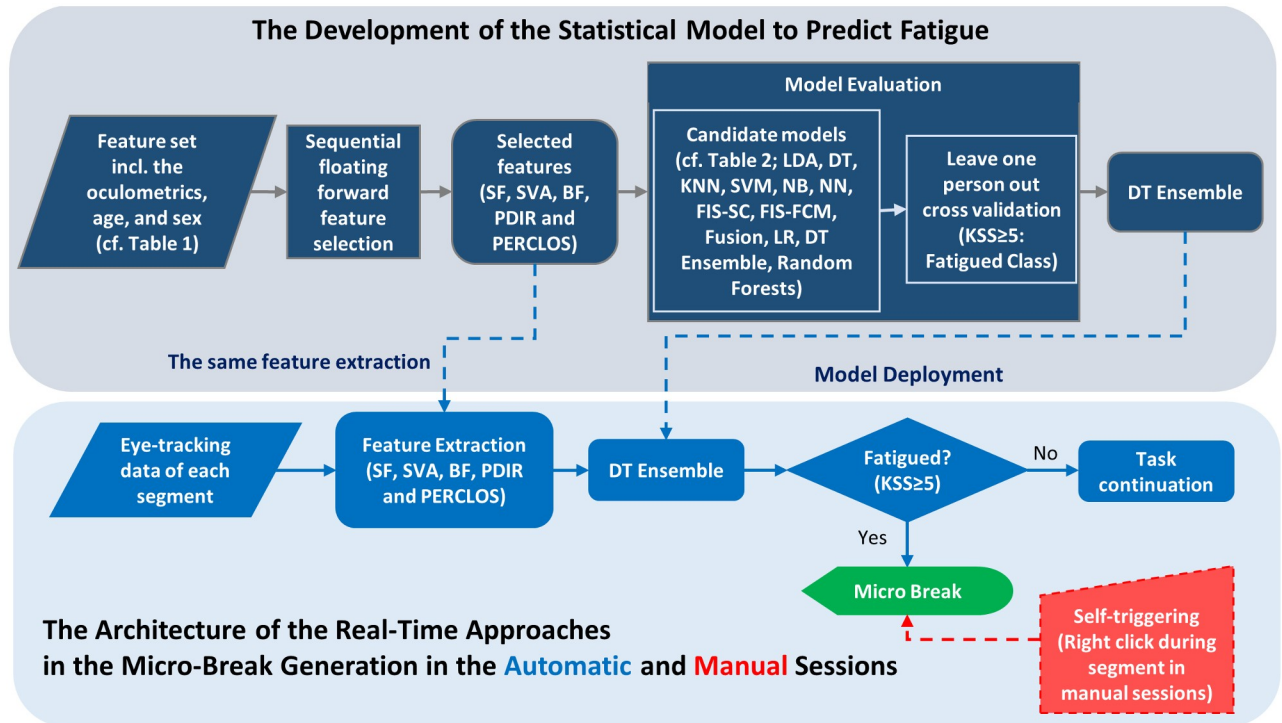 The Development of the Statistical Model to Predict Fatigue
Feature set
incl. the
oculometrics,
age, and sex
(cf. Table 1)
Sequential
floating
forward
feature
selection
Selected
features
(SF, SVA, BF,
PDIR and
PERCLOS)
Model Evaluation
Candidate models
(cf. Table 2; LDA, DT,
KNN, SVM, NB, NN,
FIS-SC, FIS-FCM,
Fusion, LR, DT
Ensemble, Random
Forests)
Leave one
person out
cross validation
(KSS≥5:
Fatigued Class)
DT Ensemble
The same feature extraction
Model Deployment
Eye-tracking
data of each
segment
Feature Extraction
(SF, SVA, BF, PDIR
and PERCLOS)
DT Ensemble
Fatigued?
(KSS≥5)
No
Task
continuation
Yes
Micro Break
Self-triggering
(Right click during
segment in
manual sessions)
The Architecture of the Real-Time Approaches
in the Micro-Break Generation in the Automatic and Manual Sessions